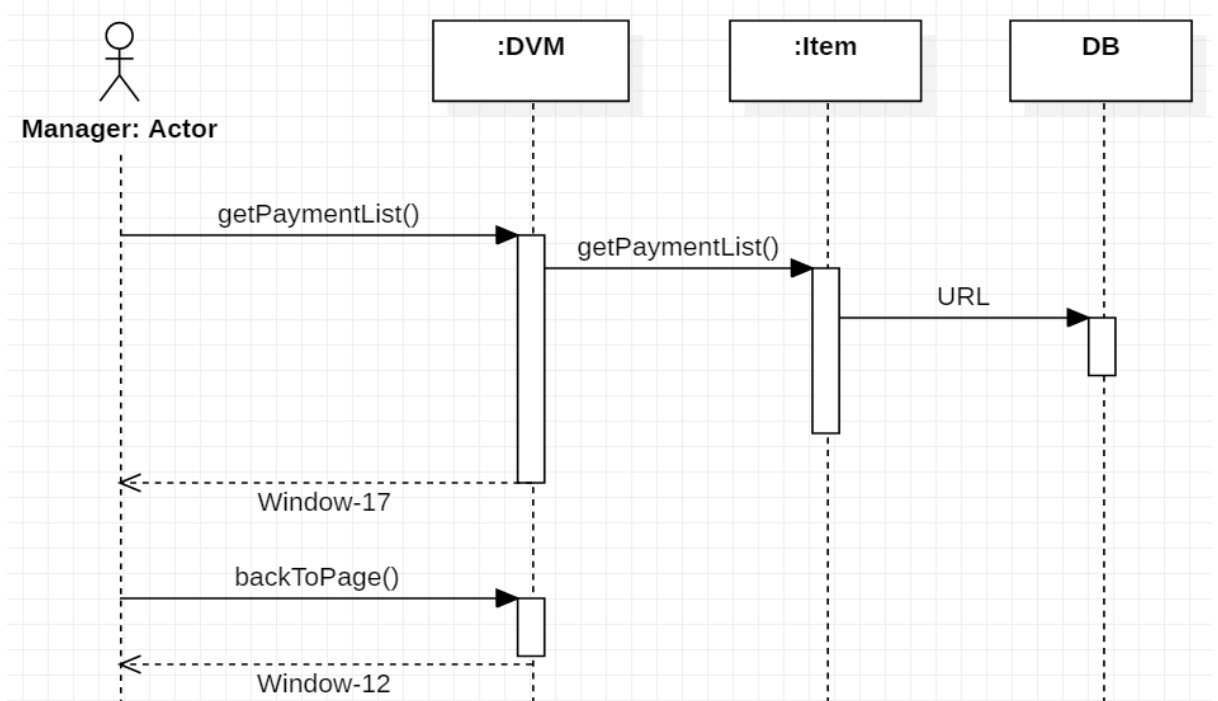 :DVM
:Item
DB
Manager: Actor
getPaymentList()
getPaymentList()
URL
Window-17
backToPage()
Window-12